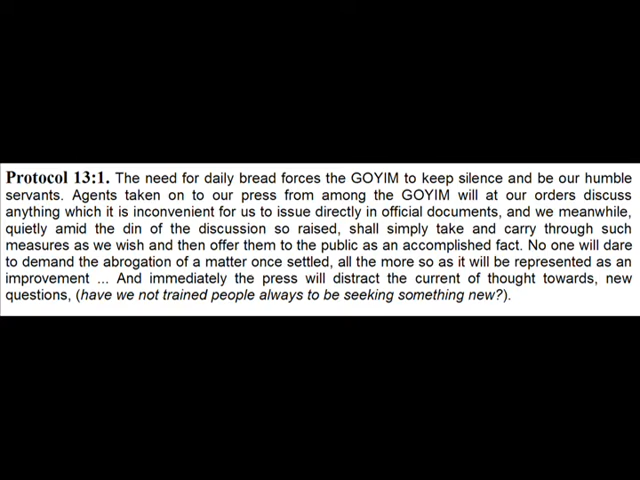 Protocol 13:1. The need for daily bread forces the GOYIM to keep silence and be our humble
servants. Agents taken on to our press from among the GOYIM will at our orders discuss
anything which it is inconvenient for us to issue directly in official documents, and we meanwhile,
quietly amid the din of the discussion so raised, shall simply take and carry through such
measures as we wish and then offer them to the public as an accomplished fact. No one will dare
to demand the abrogation of a matter once settled, all the more so as it will be represented as an
improvement ... And immediately the press will distract the current of thought towards, new
questions, (have we not trained people always to be seeking something new?).